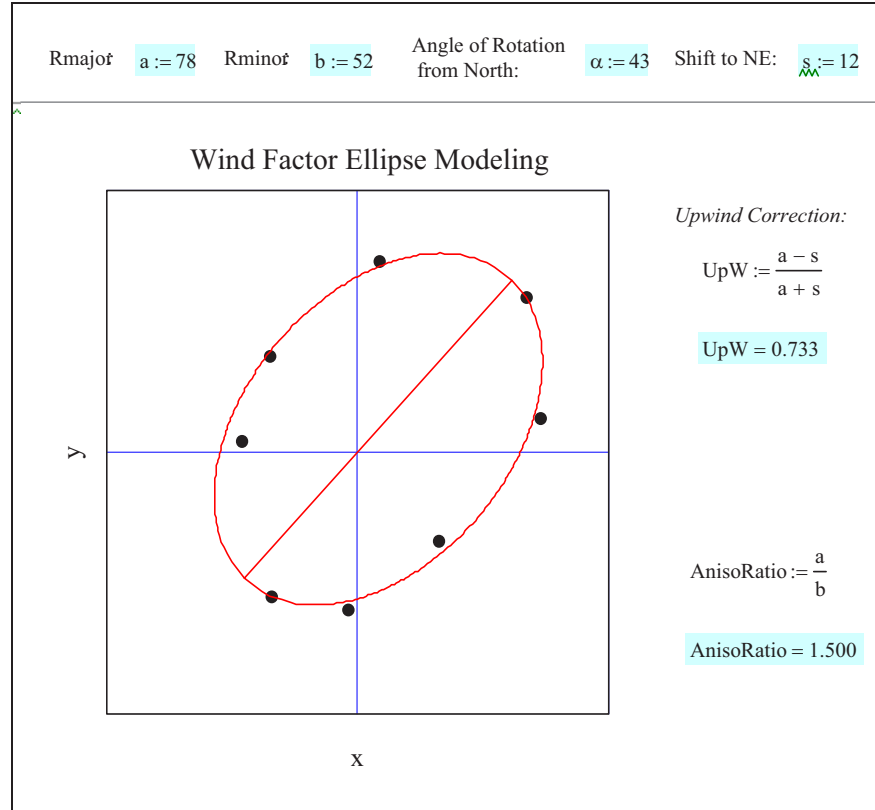 Rmajor: a := 78 Rminor: b := 52 Angle of Rotation from North: α := 43 Shift to NE: s := 12
Wind Factor Ellipse Modeling
Upwind Correction:
UpW := a − s / a + s
UpW = 0.733
y
AnisoRatio := a / b
AnisoRatio = 1.500
x